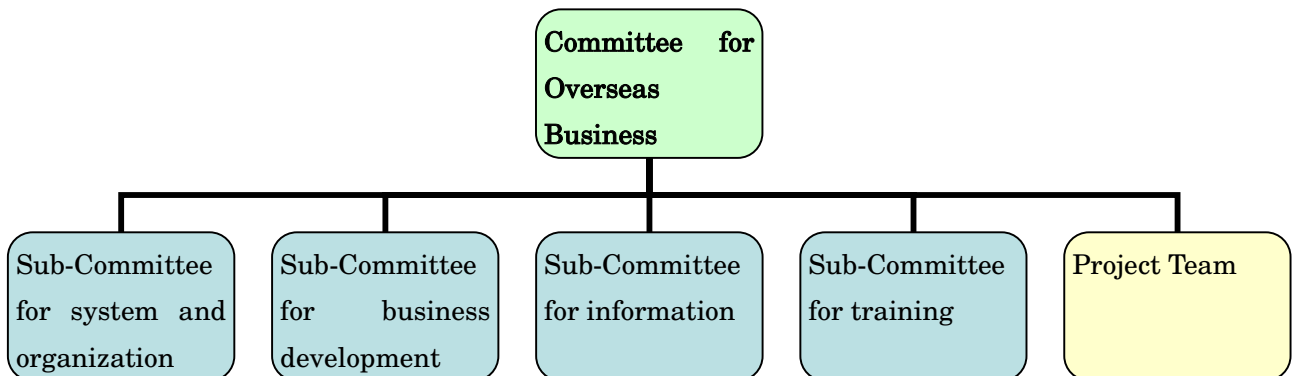 Committee for
Overseas
Business
Sub-Committee
for system and
organization
Sub-Committee
for business
development
Sub-Committee
for information
Sub-Committee
for training
Project Team